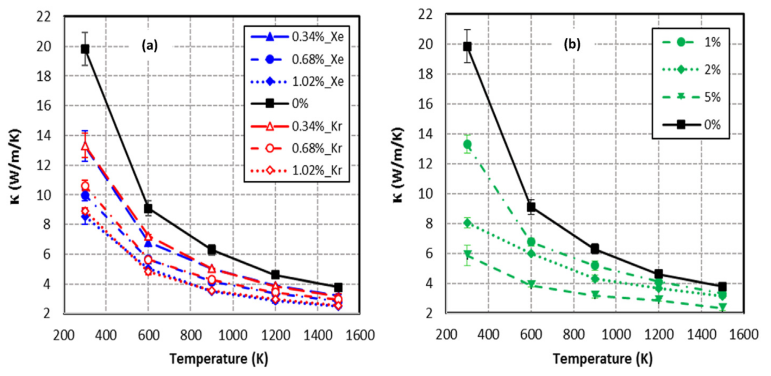 (a)
0.34%_Xe
0.68%_Xe
1.02%_Xe
0%
0.34%_Kr
0.68%_Kr
1.02%_Kr
κ (W/m/K)
22
20
18
16
14
12
10
8
6
4
2
200 400 600 800 1000 1200 1400 1600
Temperature (K)
(b)
1%
2%
5%
0%
κ (W/m/K)
22
20
18
16
14
12
10
8
6
4
2
200 400 600 800 1000 1200 1400 1600
Temperature (K)